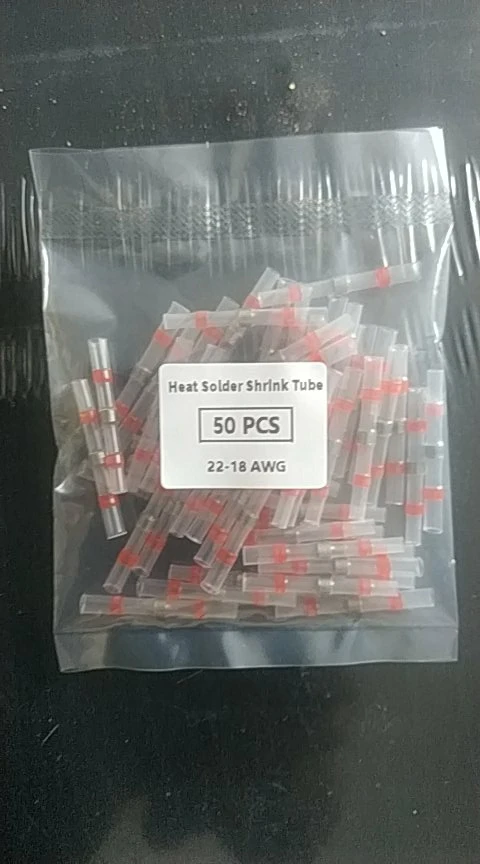 Heat Solder Shrink Tube
50 PCS
22-18 AWG